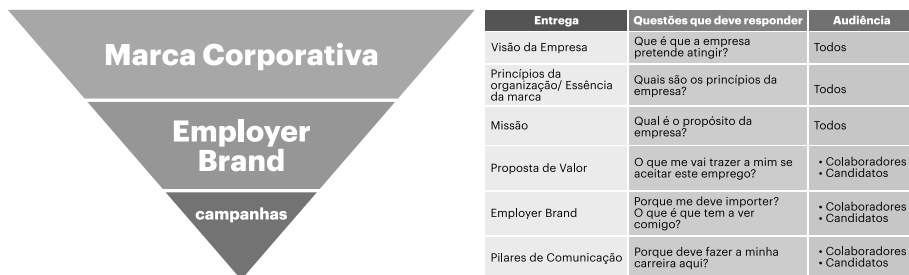 Marca Corporativa
Employer
Brand
campanhas
Entrega
Questões que deve responder
Audiência
Visão da Empresa
Que é que a empresa
pretende atingir?
Todos
Princípios da
organização/ Essência
da marca
Quais são os princípios da
empresa?
Todos
Missão
Qual é o propósito da
empresa?
Todos
Proposta de Valor
O que me vai trazer a mim se
aceitar este emprego?
• Colaboradores
• Candidatos
Employer Brand
Porque me deve importer?
O que é que tem a ver
comigo?
• Colaboradores
• Candidatos
Pilares de Comunicação
Porque deve fazer a minha
carreira aqui?
• Colaboradores
• Candidatos